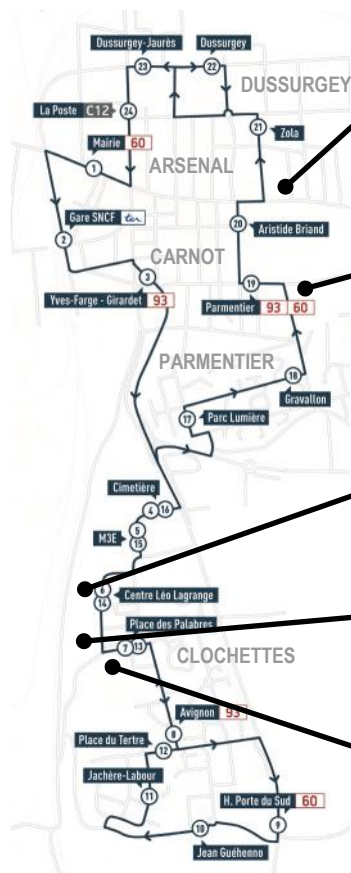 Dussurgey-Jaurès
Dussurgey
23
22
DUSSURGEY
La Poste C12
24
21
Zola
Mairie 60
ARSENAL
1
Gare SNCF ter
2
20
Aristide Briand
CARNOT
3
19
Yves-Farge - Girardet 93
Parmentier 93 60
PARMENTIER
18
Gravallon
17
Parc Lumière
Cimetière
4 16
M3E
5
15
6
14
Centre Léo Lagrange
Place des Palabres
7 13
CLOCHETTES
Avignon 93
8
Place du Tertre
12
Jachère-Labour
11
H. Porte du Sud 60
9
10
Jean Guéhenno